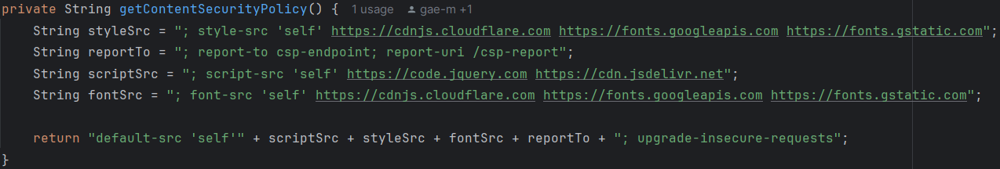 private String getContentSecurityPolicy() { 1 usage gae-m +1
String styleSrc = "; style-src 'self' https://cdnjs.cloudflare.com https://fonts.googleapis.com https://fonts.gstatic.com";
String reportTo = "; report-to csp-endpoint; report-uri /csp-report";
String scriptSrc = "; script-src 'self' https://code.jquery.com https://cdn.jsdelivr.net";
String fontSrc = "; font-src 'self' https://cdnjs.cloudflare.com https://fonts.googleapis.com https://fonts.gstatic.com";
return "default-src 'self'" + scriptSrc + styleSrc + fontSrc + reportTo + "; upgrade-insecure-requests";
}